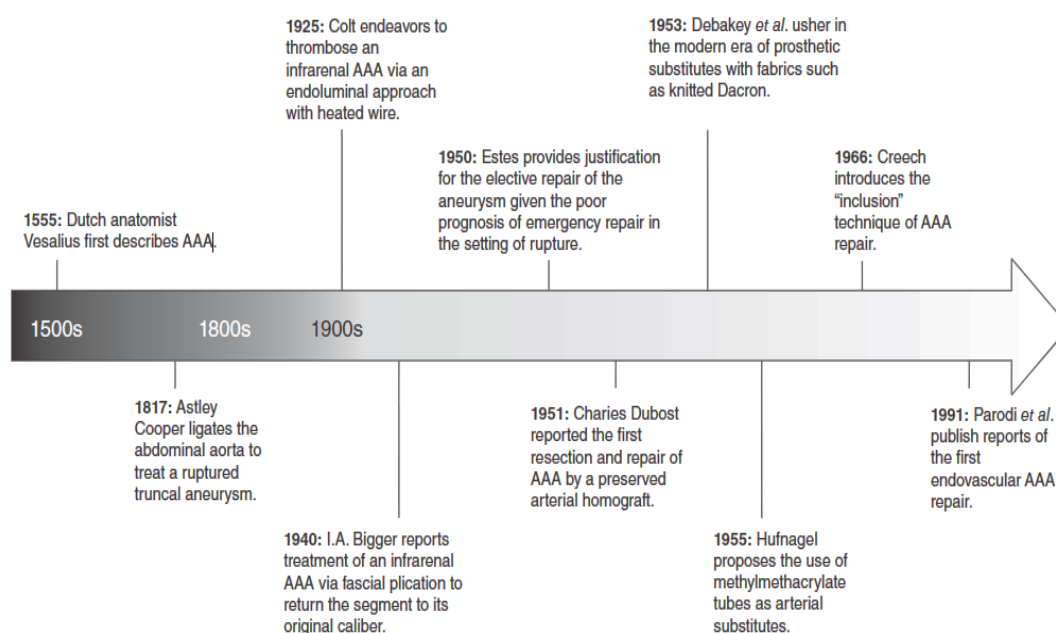 1925: Colt endeavors to
thrombose an
infrarenal AAA via an
endoluminal approach
with heated wire.
1953: Debakey et al. usher in
the modern era of prosthetic
substitutes with fabrics such
as knitted Dacron.
1950: Estes provides justification
for the elective repair of the
aneurysm given the poor
prognosis of emergency repair in
the setting of rupture.
1966: Creech
introduces the
“inclusion”
technique of AAA
repair.
1555: Dutch anatomist
Vesalius first describes AAA.
1500s
1800s
1900s
1817: Astley
Cooper ligates the
abdominal aorta to
treat a ruptured
truncal aneurysm.
1951: Charies Dubost
reported the first
resection and repair of
AAA by a preserved
arterial homograft.
1991: Parodi et al.
publish reports of
the first
endovascular AAA
repair.
1940: I.A. Bigger reports
treatment of an infrarenal
AAA via fascial plication to
return the segment to its
original caliber.
1955: Hufnagel
proposes the use of
methylmethacrylate
tubes as arterial
substitutes.